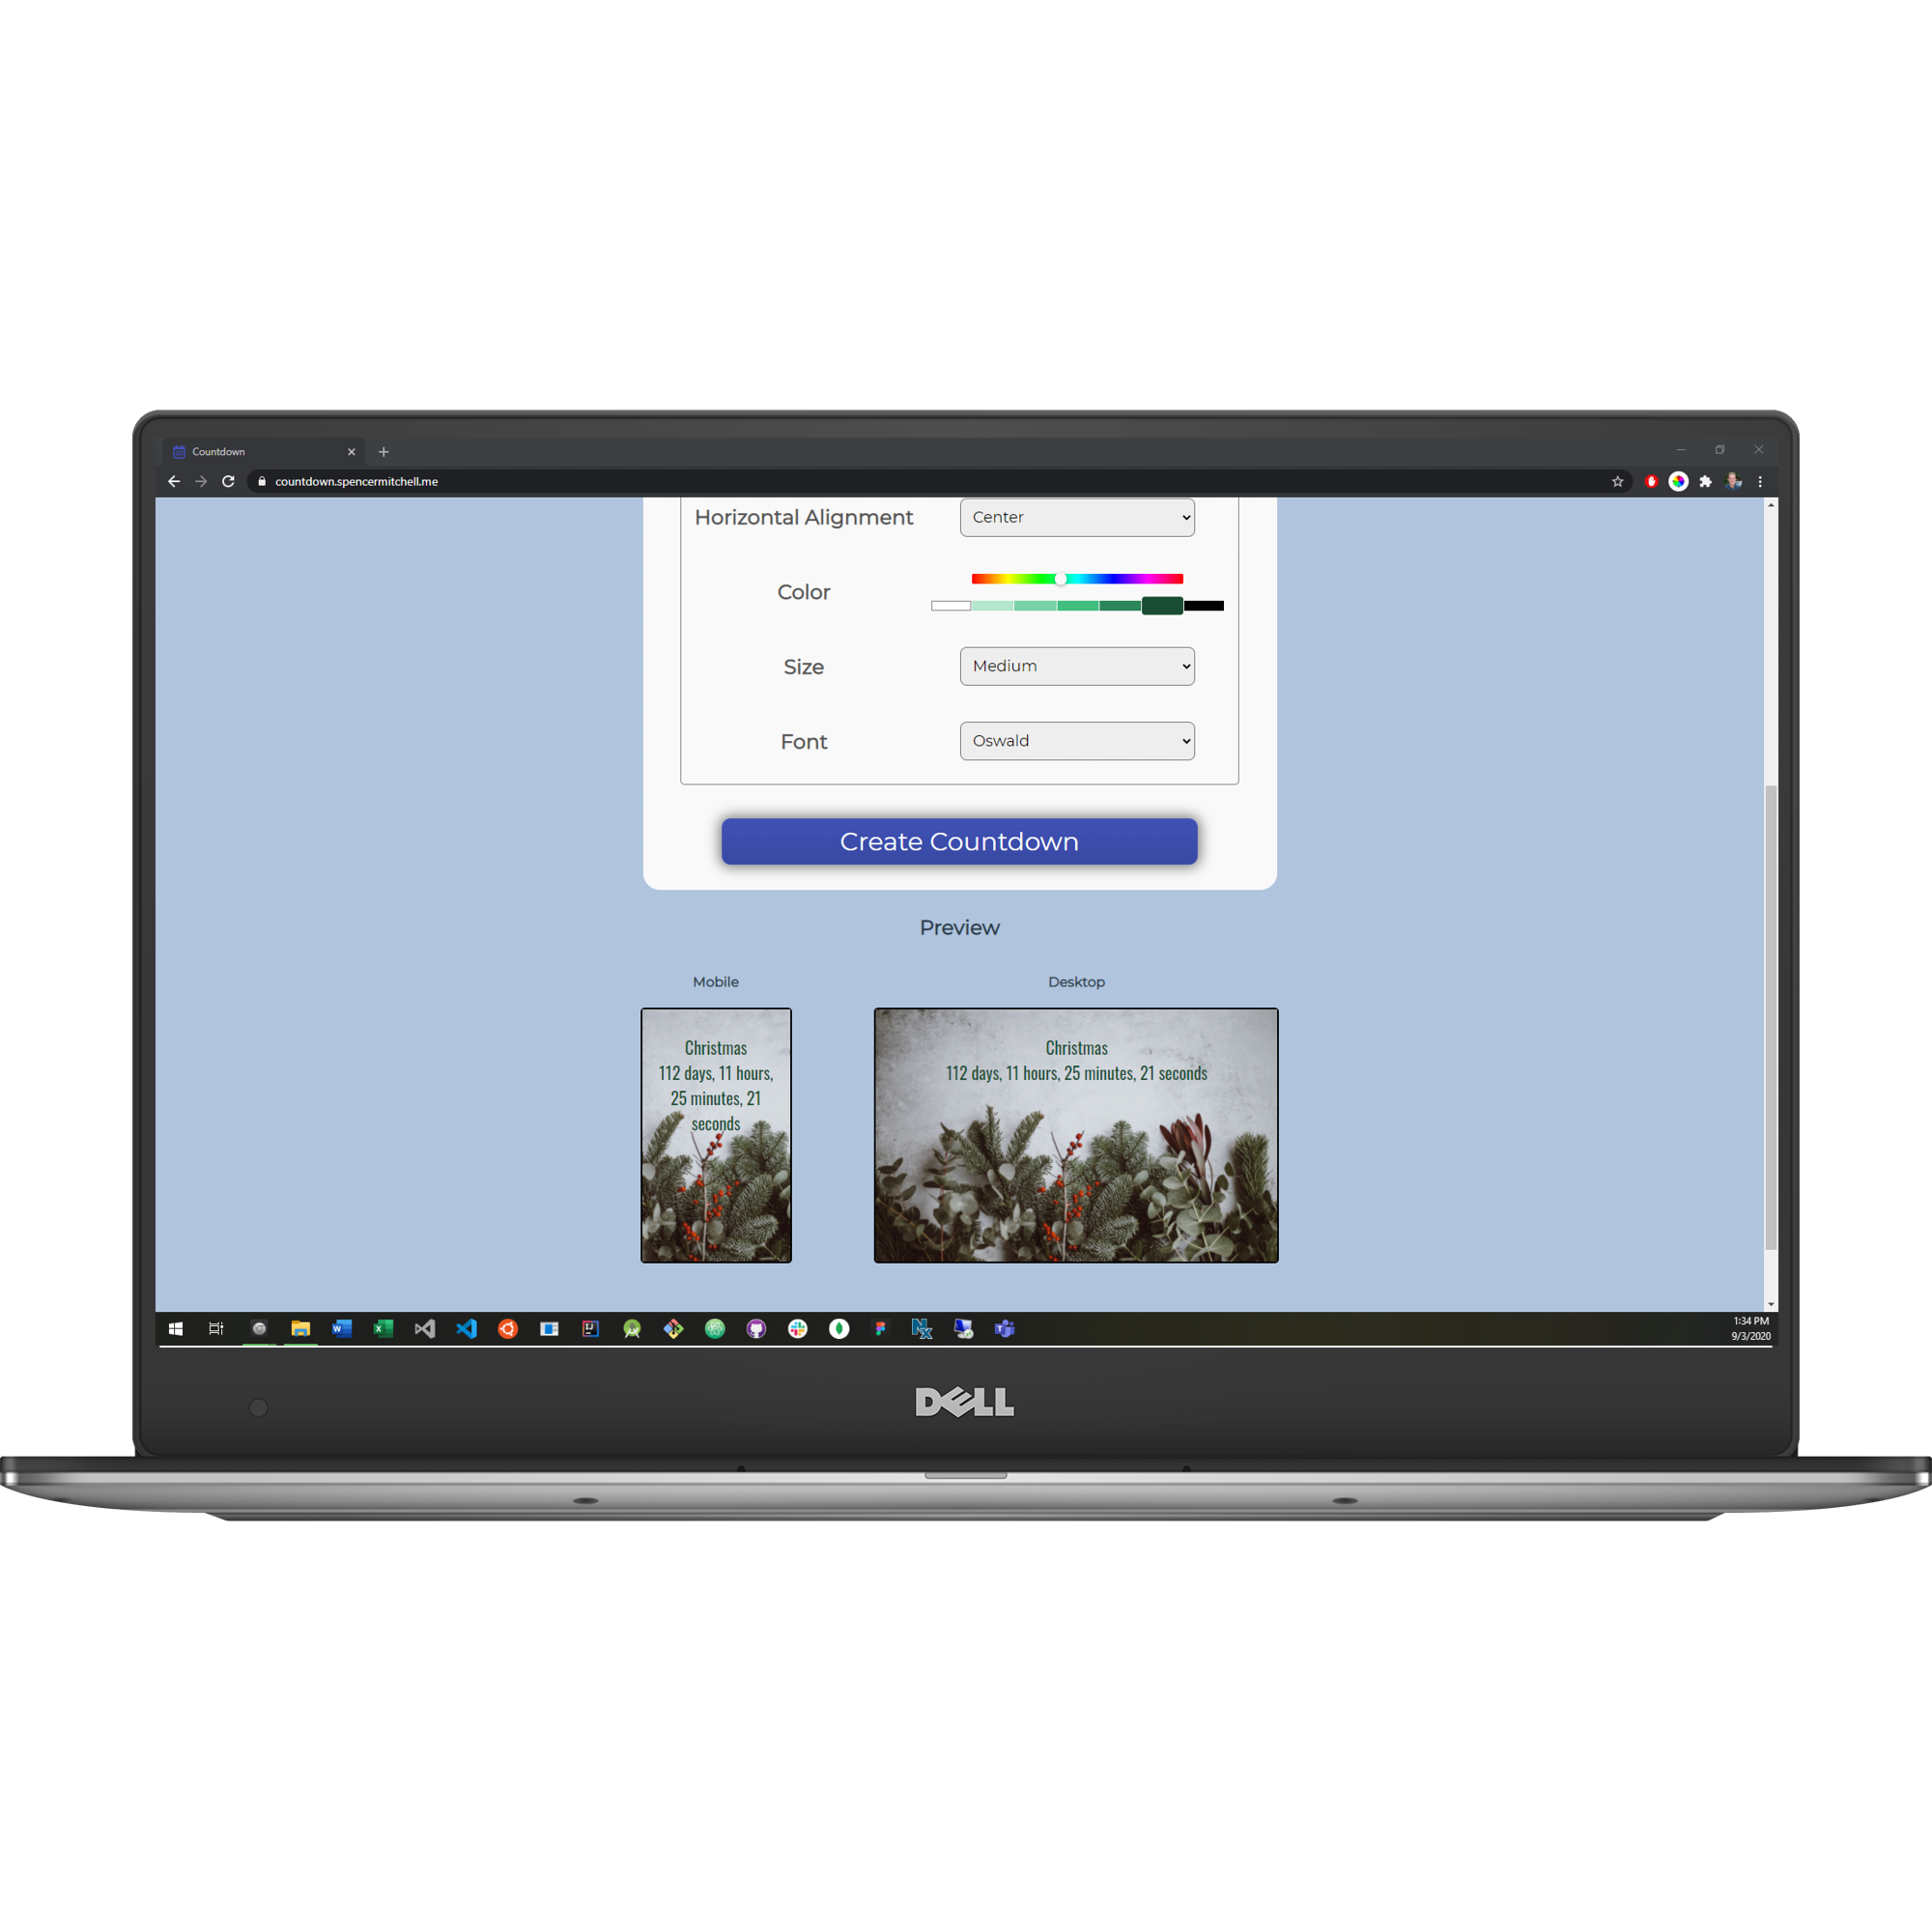 Countdown
countdown.spencermitchell.me
Horizontal Alignment
Center
Color
Size
Medium
Font
Oswald
Create Countdown
Preview
Mobile
Desktop
Christmas
112 days, 11 hours,
25 minutes, 21
seconds
Christmas
112 days, 11 hours, 25 minutes, 21 seconds
1:34 PM
9/3/2020
DELL